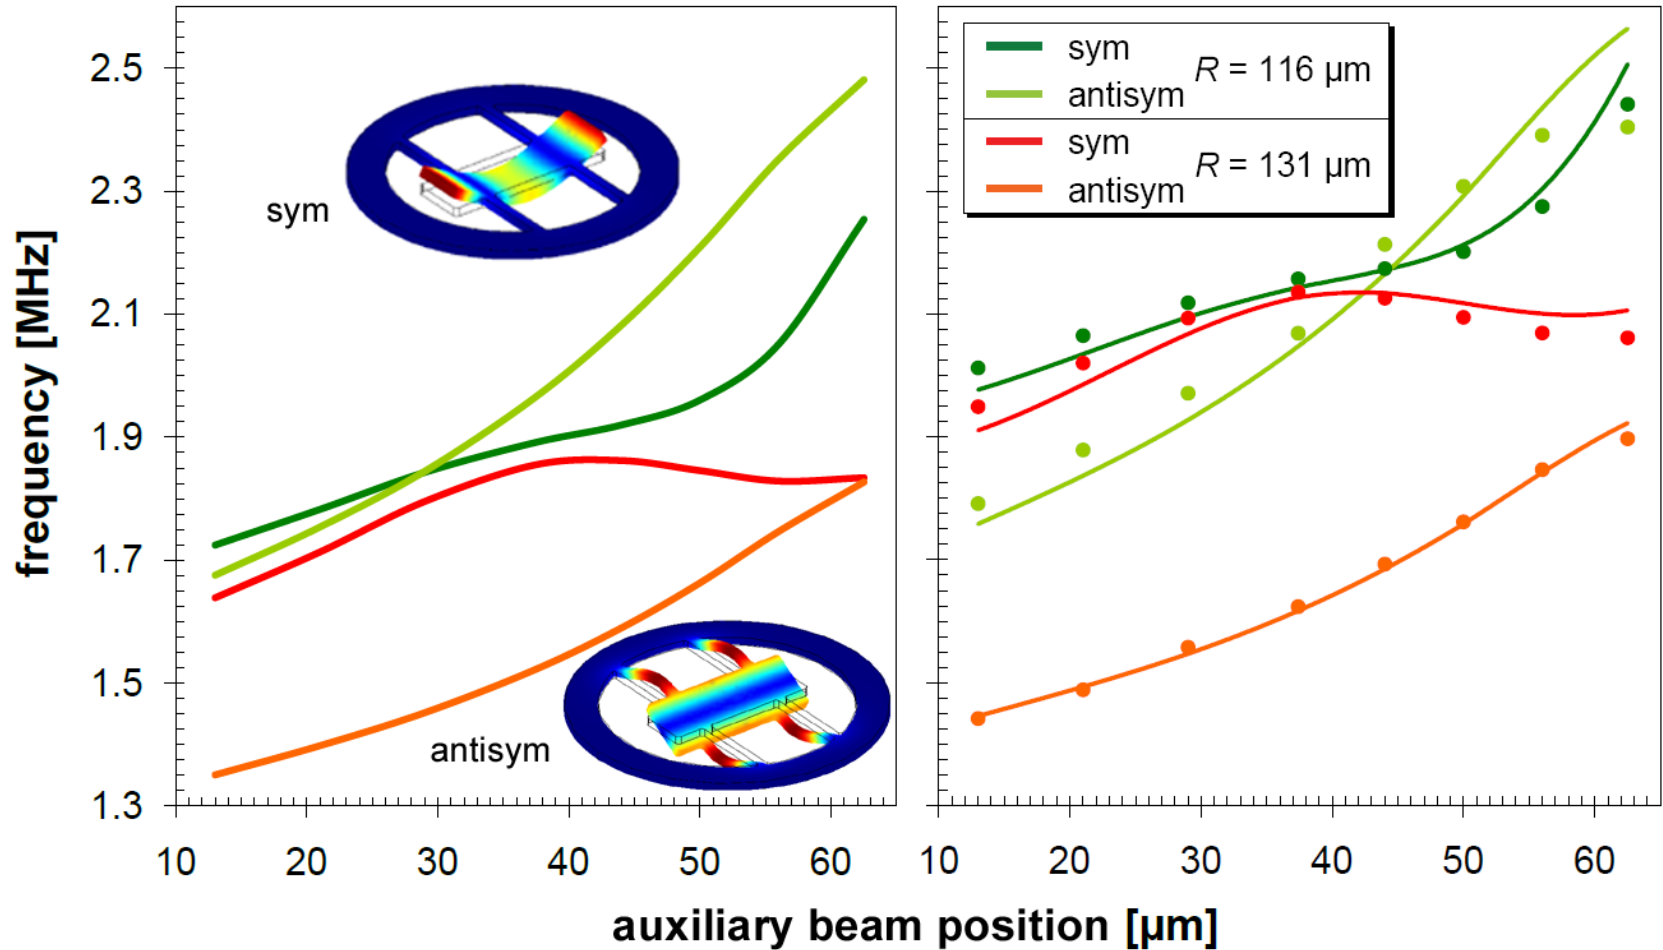 frequency [MHz]
2.5
2.3
2.1
1.9
1.7
1.5
1.3
sym
antisym
10 20 30 40 50 60
sym
antisym
R = 116 µm
sym
antisym
R = 131 µm
10 20 30 40 50 60
auxiliary beam position [µm]